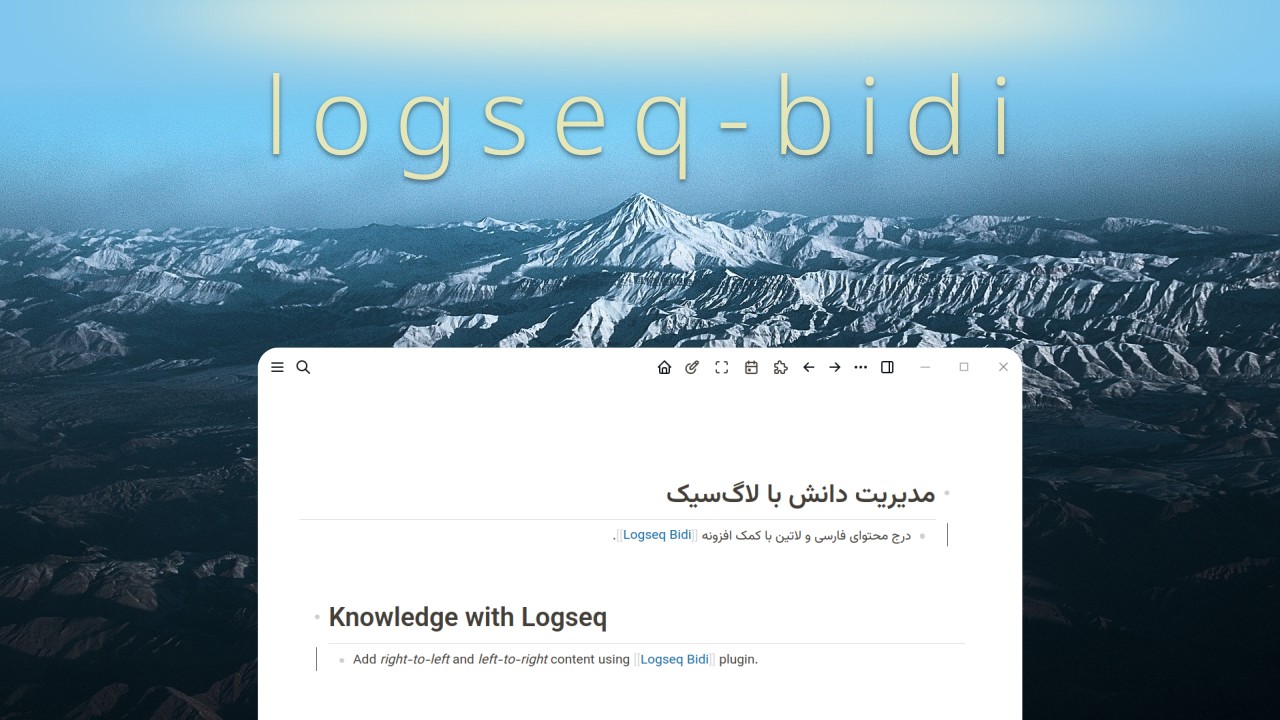 logseq-bidi
مدیریت دانش با لاگ‌سیک
درج محتوای فارسی و لاتین با کمک افزونه [[Logseq Bidi]].
Knowledge with Logseq
Add right-to-left and left-to-right content using [[Logseq Bidi]] plugin.